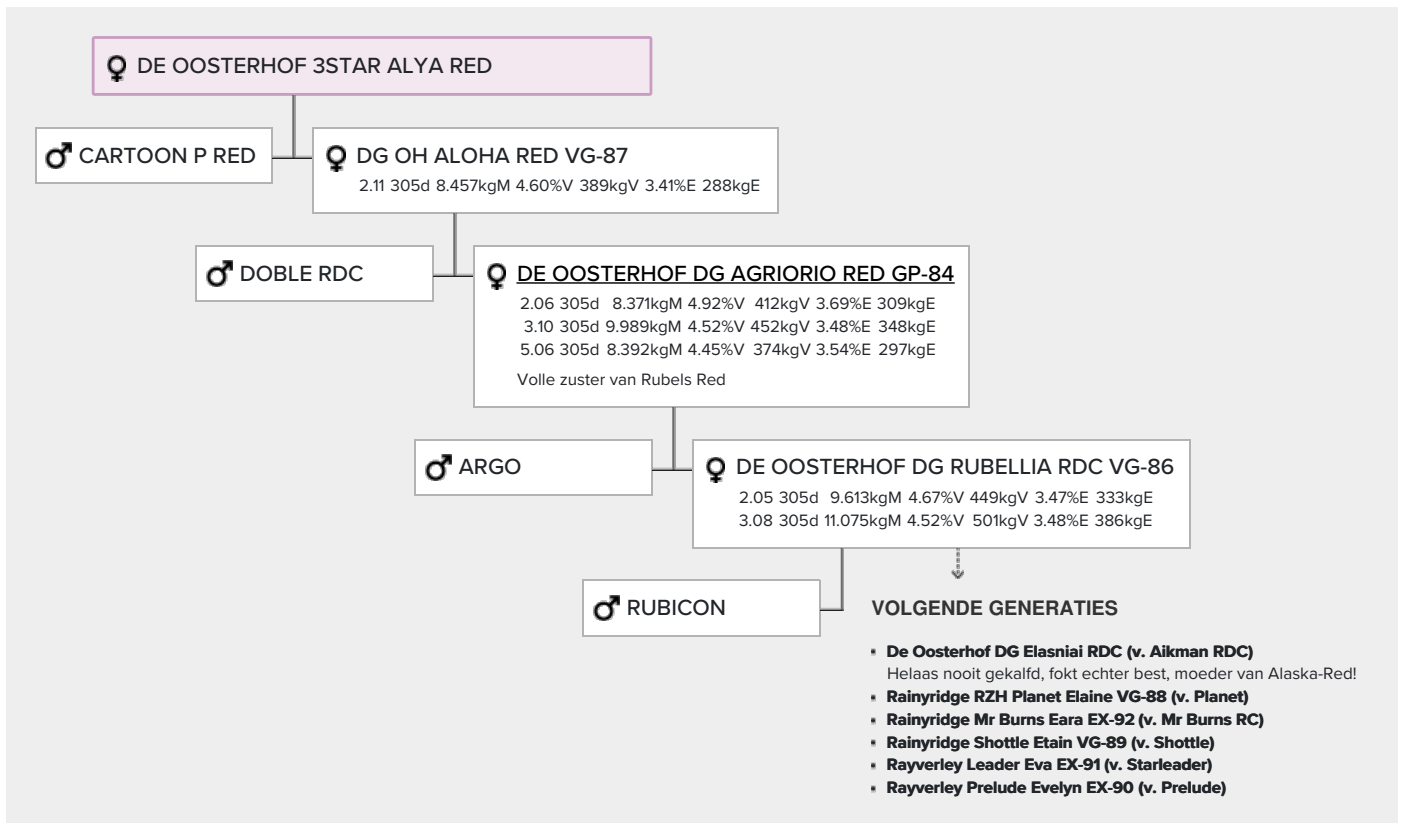 DE OOSTERHOF 3STAR ALYA RED
CARTOON P RED
DG OH ALOHA RED VG-87
2.11 305d 8.457kgM 4.60%V 389kgV 3.41%E 288kgE
DOBLE RDC
DE OOSTERHOF DG AGRIORIO RED GP-84
2.06 305d 8.371kgM 4.92%V 412kgV 3.69%E 309kgE
3.10 305d 9.989kgM 4.52%V 452kgV 3.48%E 348kgE
5.06 305d 8.392kgM 4.45%V 374kgV 3.54%E 297kgE
Volle zuster van Rubels Red
ARGO
DE OOSTERHOF DG RUBELLIA RDC VG-86
2.05 305d 9.613kgM 4.67%V 449kgV 3.47%E 333kgE
3.08 305d 11.075kgM 4.52%V 501kgV 3.48%E 386kgE
RUBICON
VOLGENDE GENERATIES
▪ De Oosterhof DG Elasniai RDC (v. Aikman RDC)
Helaas nooit gekalfd, fokt echter best, moeder van Alaska-Red!
▪ Rainyridge RZH Planet Elaine VG-88 (v. Planet)
▪ Rainyridge Mr Burns Eara EX-92 (v. Mr Burns RC)
▪ Rainyridge Shottle Etain VG-89 (v. Shottle)
▪ Rayverley Leader Eva EX-91 (v. Starleader)
▪ Rayverley Prelude Evelyn EX-90 (v. Prelude)